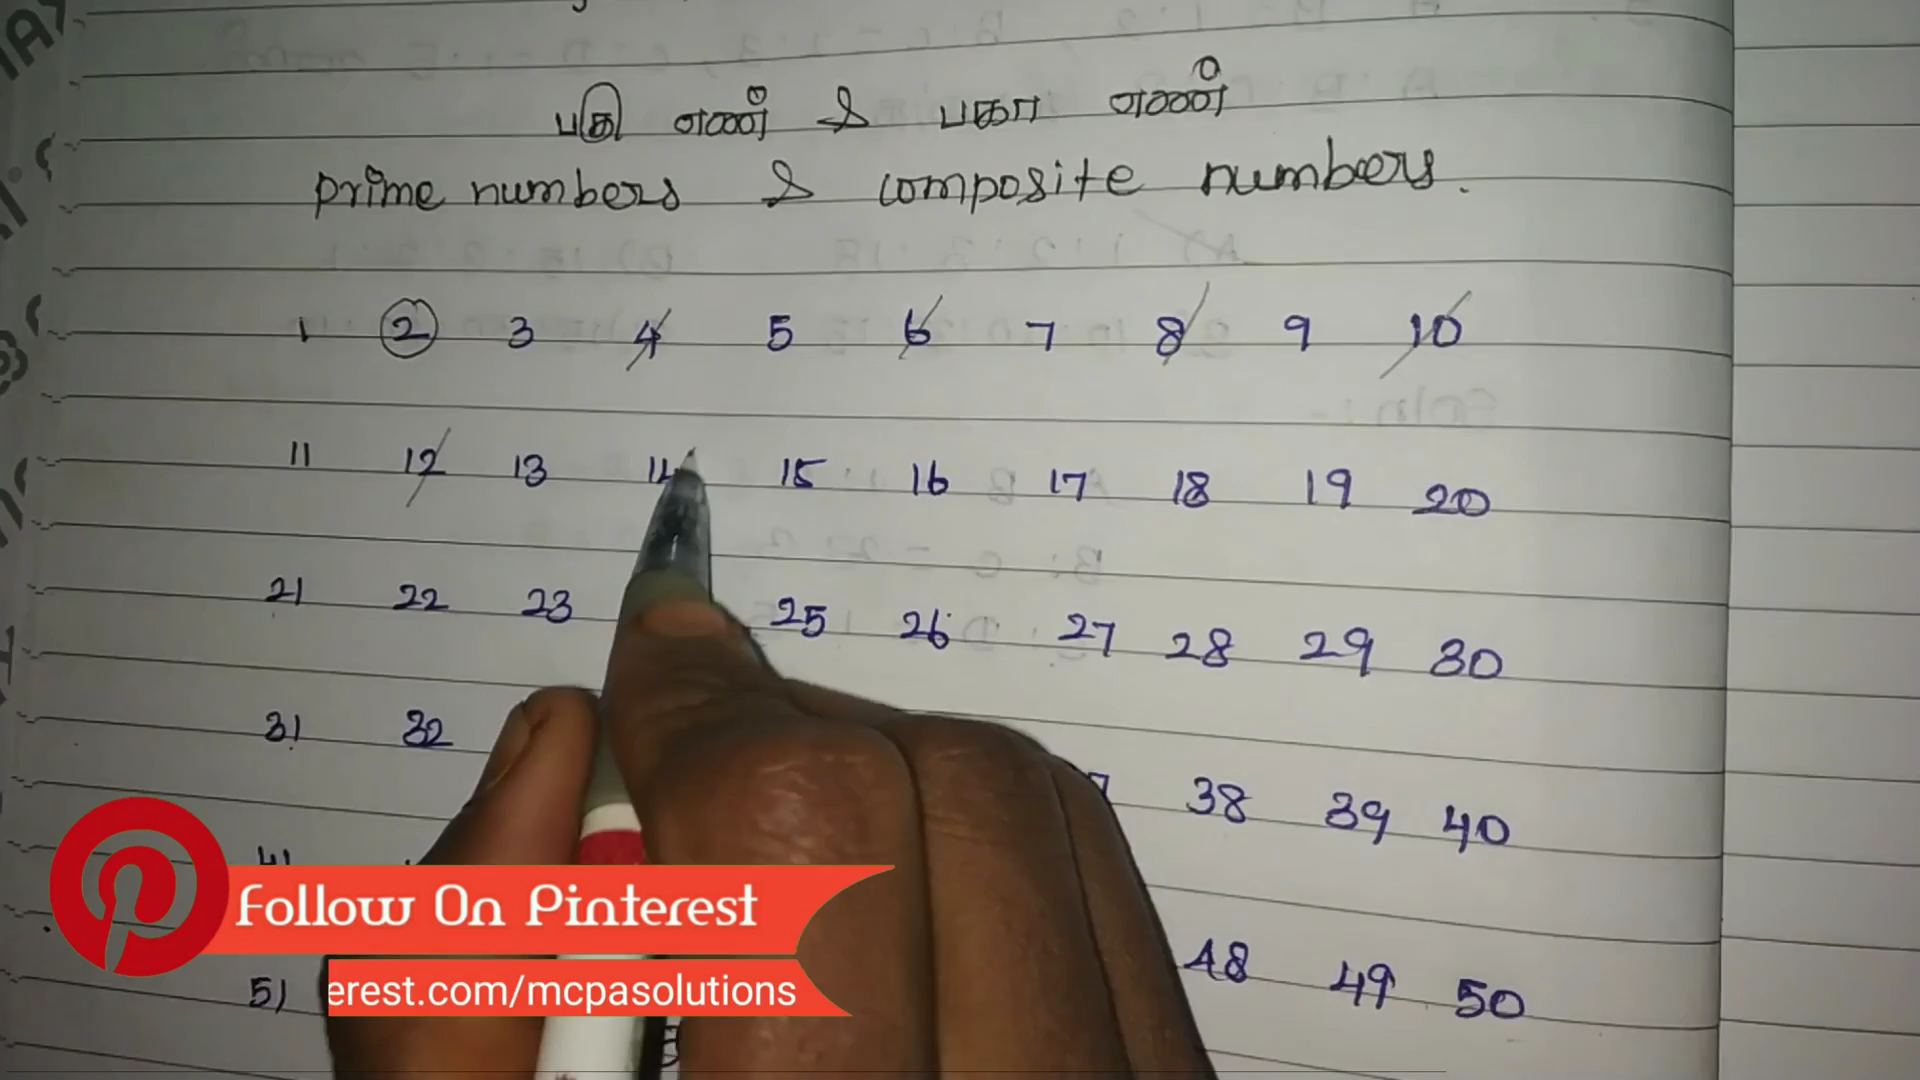 பகு எண் & பகா எண்
prime numbers & composite numbers.
1 2 3 4 5 6 7 8 9 10
11 12 13 14 15 16 17 18 19 20
21 22 23 25 26 27 28 29 30
31 32 38 39 40
41 48 49 50
51
Follow On Pinterest
erest.com/mcpasolutions